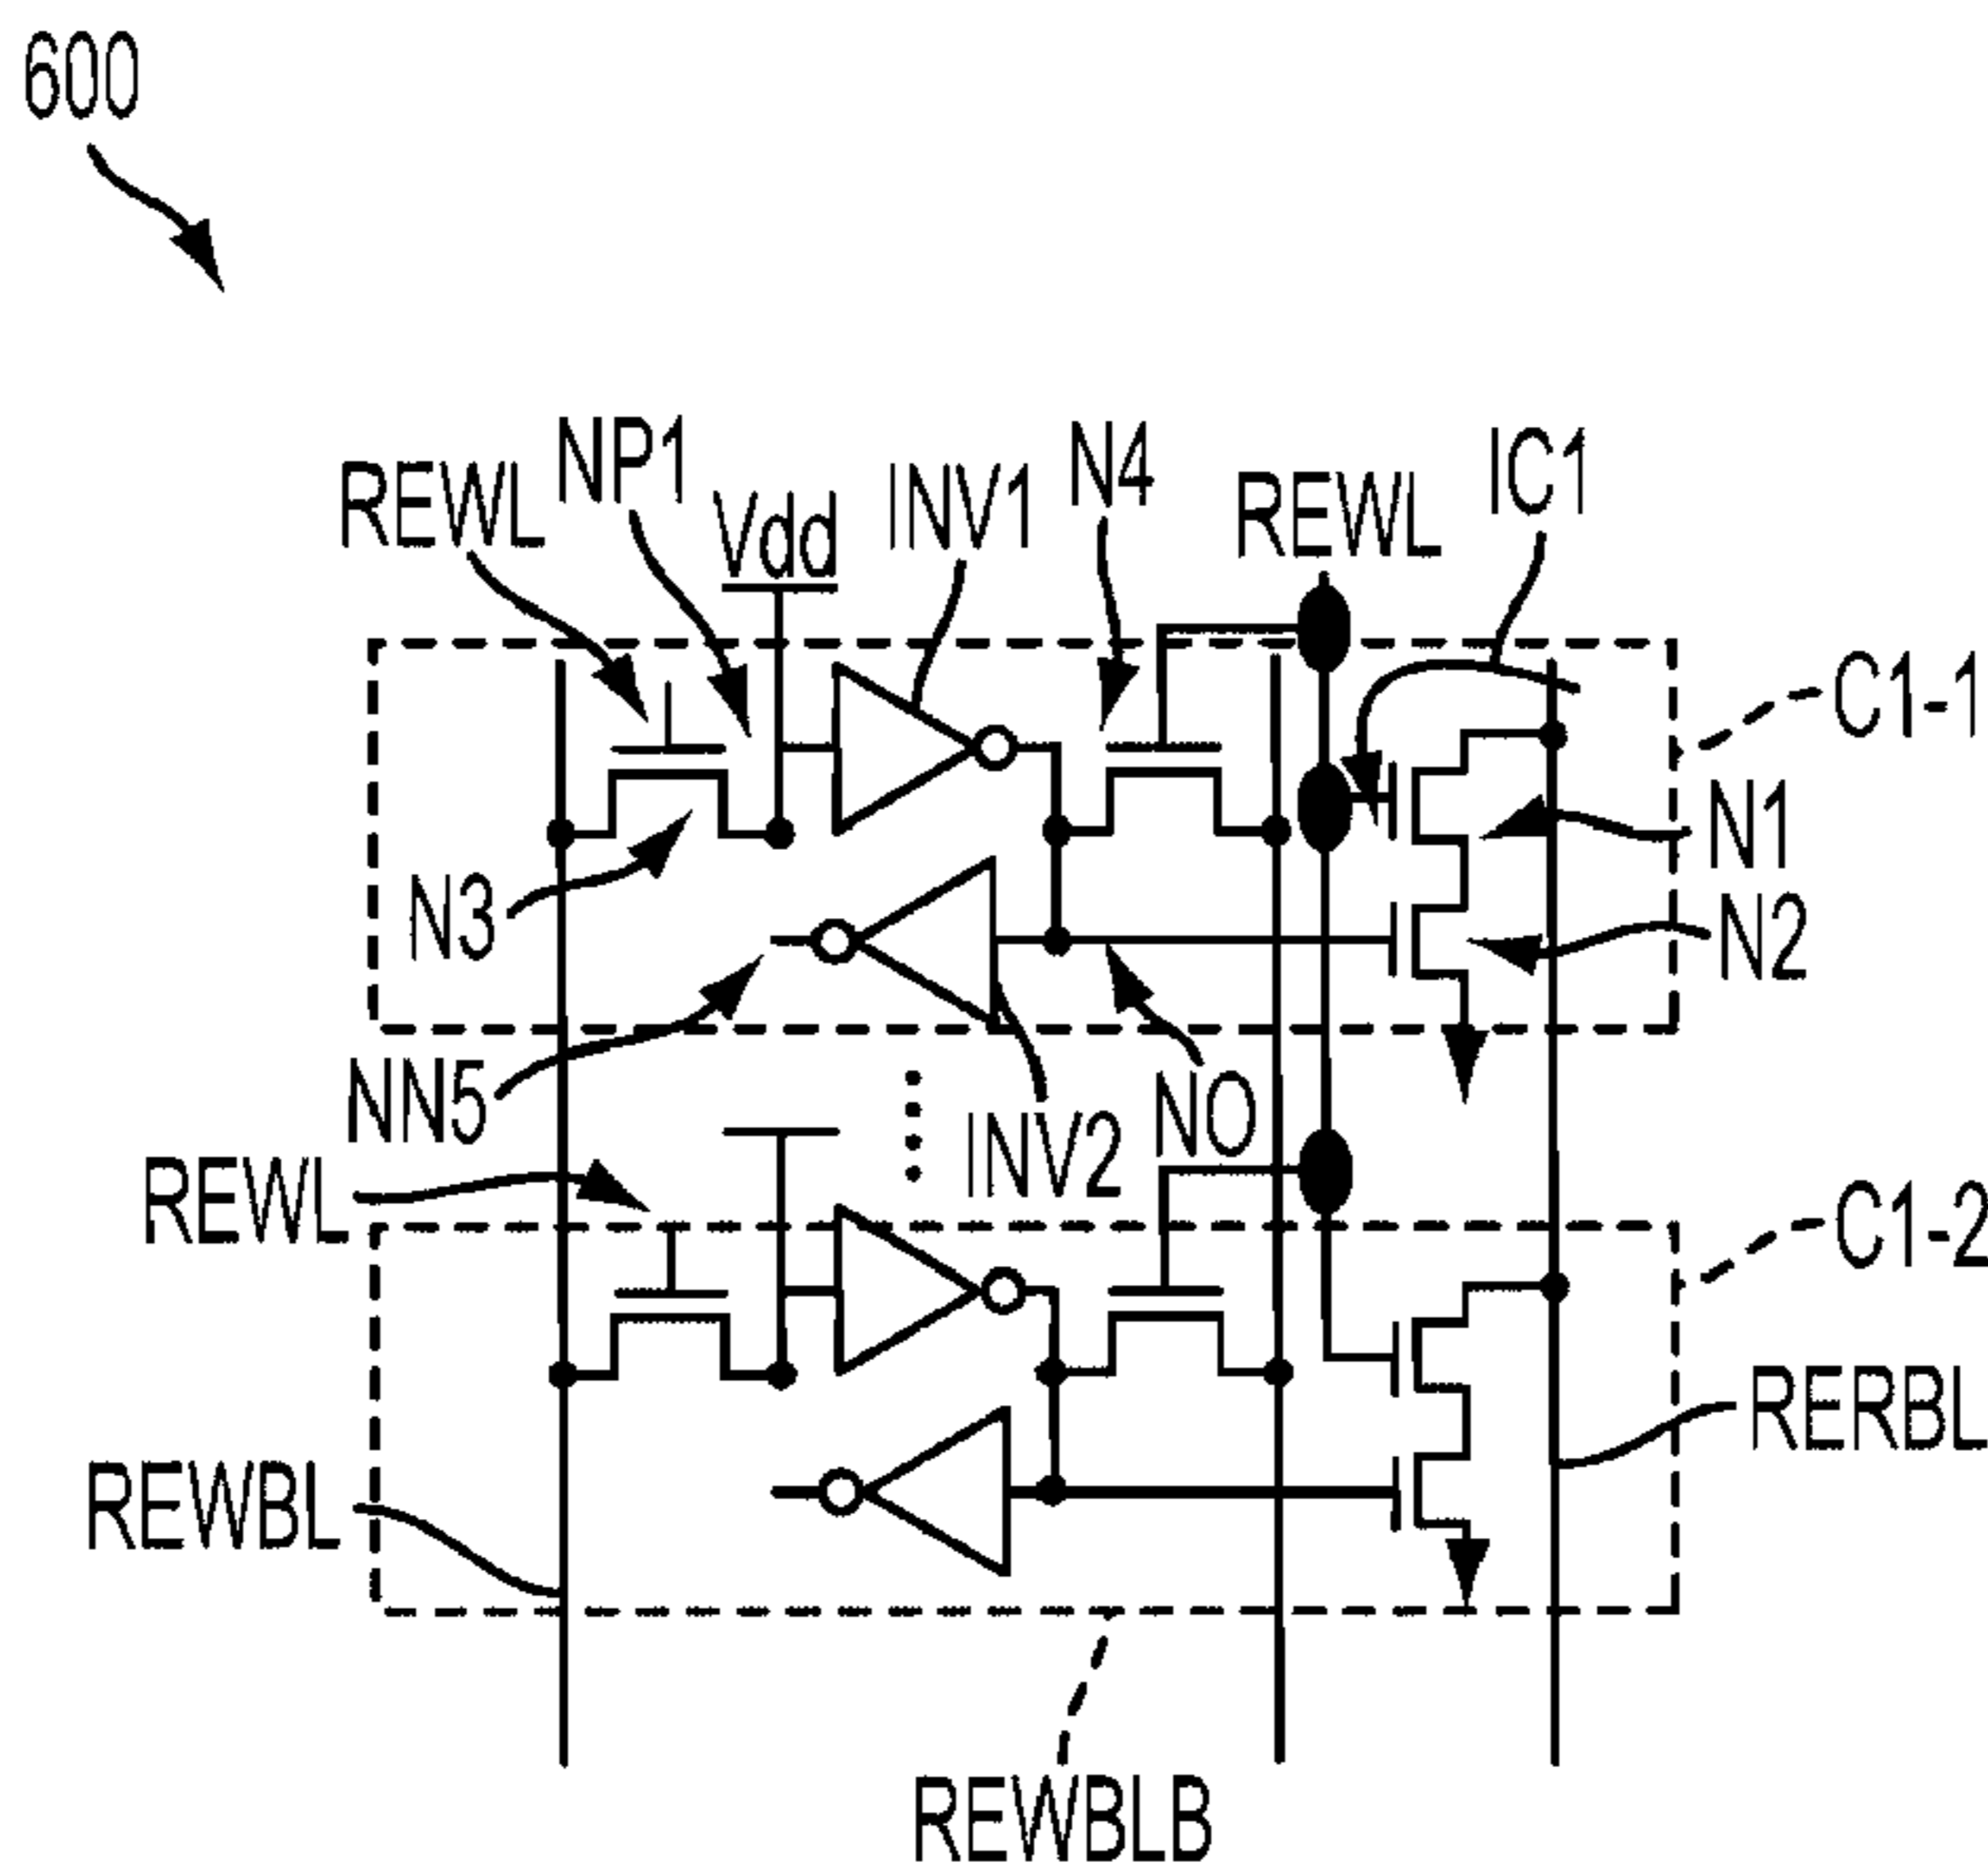 600
REWL
NP1
Vdd
INV1
N4
REWL
IC1
C1-1
N1
N3
N2
NN5
INV2
NO
REWL
C1-2
RERBL
REWBL
REWBLB